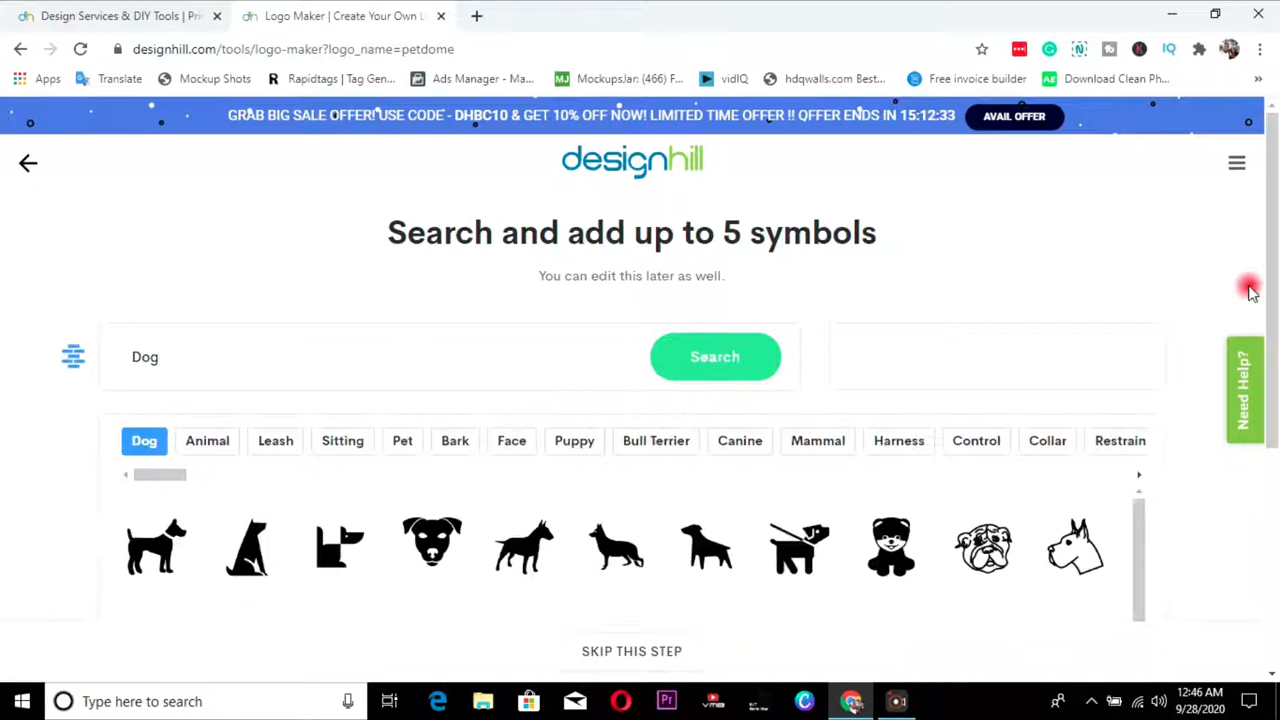 Design Services & DIY Tools | Pri
Logo Maker | Create Your Own L
designhill.com/tools/logo-maker?logo_name=petdome
IQ
Apps
Translate
Mockup Shots
R Rapidtags | Tag Gen...
Ads Manager - Ma...
MJ MockupsJar: (466) F...
vidIQ
hdqwalls.com Best...
Free invoice builder
AE Download Clean Ph...
»
GRAB BIG SALE OFFER! USE CODE - DHBC10 & GET 10% OFF NOW! LIMITED TIME OFFER !! QFFER ENDS IN 15:12:33
AVAIL OFFER
designhill
Search and add up to 5 symbols
You can edit this later as well.
Dog
Search
Need Help?
Dog
Animal
Leash
Sitting
Pet
Bark
Face
Puppy
Bull Terrier
Canine
Mammal
Harness
Control
Collar
Restrain
SKIP THIS STEP
Type here to search
Pr
12:46 AM
9/28/2020